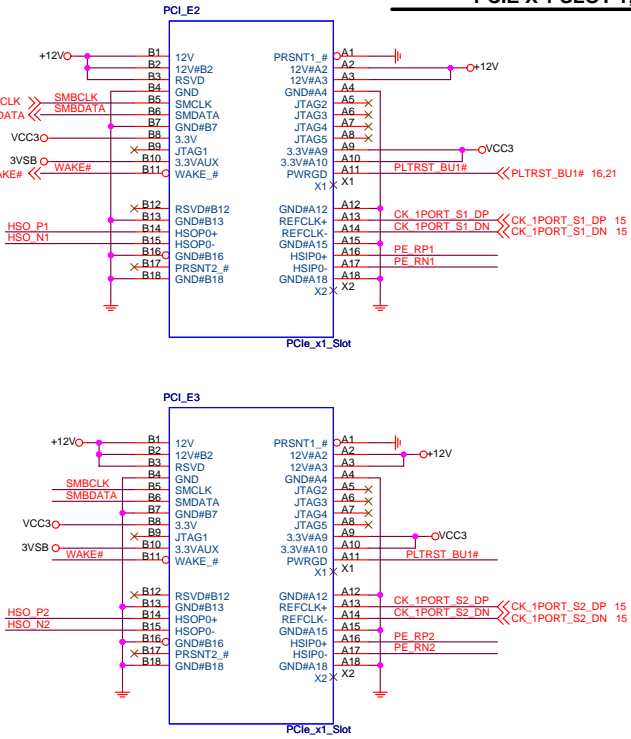 PCI_E2
+12V
B1 12V PRSNT1_# A1
B2 12V#B2 12V#A2 A2 +12V
B3 RSVD 12V#A3 A3
B4 GND GND#A4 A4
CLK SMBCLK B5 SMCLK JTAG2 A5
DATA SMBDATA B6 SMDATA JTAG3 A6
B7 GND#B7 JTAG4 A7
VCC3 B8 3.3V JTAG5 A8
B9 JTAG1 3.3V#A9 A9 VCC3
3VSB B10 3.3VAUX 3.3V#A10 A10
AKE# WAKE# B11 WAKE_# PWRGD A11 PLTRST_BU1# PLTRST_BU1# 16,21
X1 X1
B12 RSVD#B12 GND#A12 A12
B13 GND#B13 REFCLK+ A13 CK_1PORT_S1_DP CK_1PORT_S1_DP 15
HSO_P1 B14 HSOP0+ REFCLK- A14 CK_1PORT_S1_DN CK_1PORT_S1_DN 15
HSO_N1 B15 HSOP0- GND#A15 A15
B16 GND#B16 HSIP0+ A16 PE_RP1
B17 PRSNT2_# HSIP0- A17 PE_RN1
B18 GND#B18 GND#A18 A18
X2 X2
PCIe_x1_Slot
PCI_E3
+12V B1 12V PRSNT1_# A1
B2 12V#B2 12V#A2 A2 +12V
B3 RSVD 12V#A3 A3
B4 GND GND#A4 A4
SMBCLK B5 SMCLK JTAG2 A5
SMBDATA B6 SMDATA JTAG3 A6
B7 GND#B7 JTAG4 A7
VCC3 B8 3.3V JTAG5 A8
B9 JTAG1 3.3V#A9 A9 VCC3
3VSB B10 3.3VAUX 3.3V#A10 A10
WAKE# B11 WAKE_# PWRGD A11 PLTRST_BU1#
X1 X1
B12 RSVD#B12 GND#A12 A12
B13 GND#B13 REFCLK+ A13 CK_1PORT_S2_DP CK_1PORT_S2_DP 15
HSO_P2 B14 HSOP0+ REFCLK- A14 CK_1PORT_S2_DN CK_1PORT_S2_DN 15
HSO_N2 B15 HSOP0- GND#A15 A15
B16 GND#B16 HSIP0+ A16 PE_RP2
B17 PRSNT2_# HSIP0- A17 PE_RN2
B18 GND#B18 GND#A18 A18
X2 X2
PCIe_x1_Slot